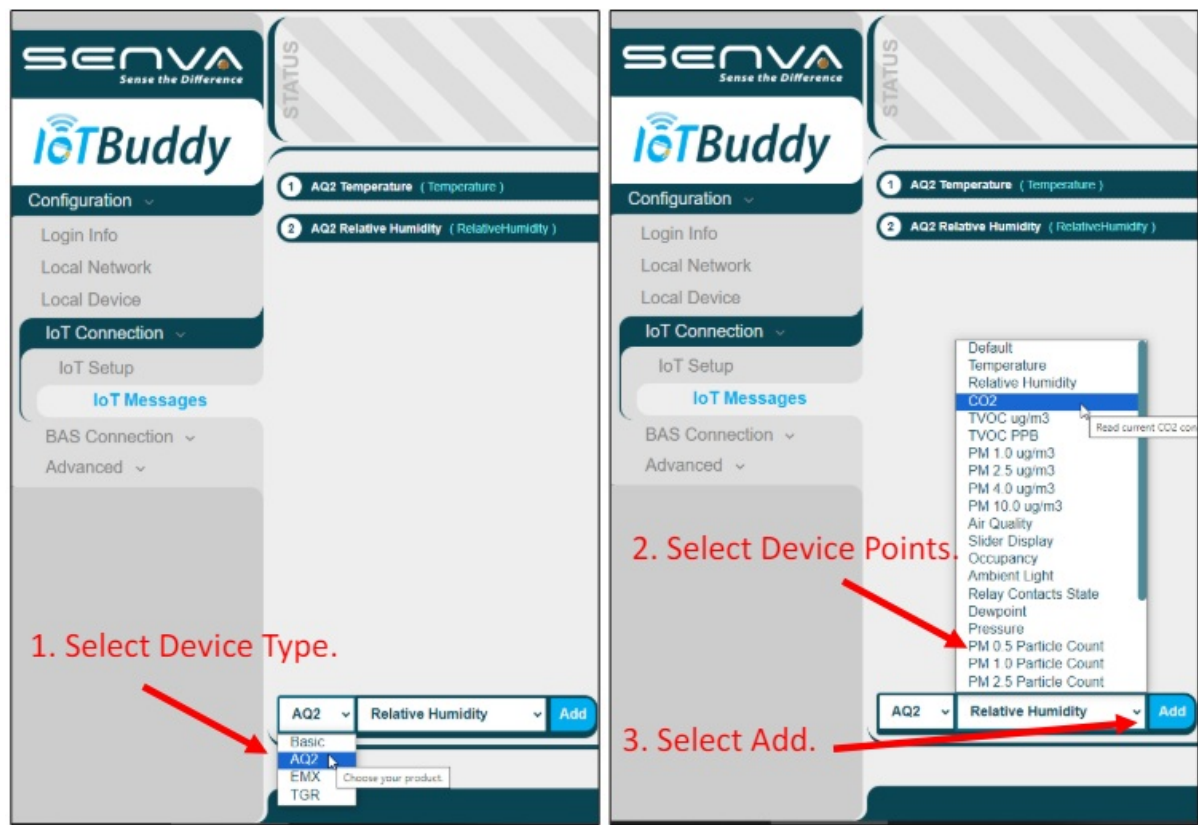 SENVA
Sense the Difference
STATUS
IoTBuddy
Configuration
Login Info
Local Network
Local Device
IoT Connection
IoT Setup
IoT Messages
BAS Connection
Advanced
1 AQ2 Temperature ( Temperature )
2 AQ2 Relative Humidity ( RelativeHumidity )
1. Select Device Type.
AQ2 Relative Humidity Add
Basic
AQ2
EMX
TGR
Choose your product.
SENVA
Sense the Difference
STATUS
IoTBuddy
Configuration
Login Info
Local Network
Local Device
IoT Connection
IoT Setup
IoT Messages
BAS Connection
Advanced
1 AQ2 Temperature ( Temperature )
2 AQ2 Relative Humidity ( RelativeHumidity )
Default
Temperature
Relative Humidity
CO2
Read current CO2 con
TVOC ug/m3
TVOC PPB
PM 1.0 ug/m3
PM 2.5 ug/m3
PM 4.0 ug/m3
PM 10.0 ug/m3
Air Quality
Slider Display
Occupancy
Ambient Light
Relay Contacts State
Dewpoint
Pressure
PM 0.5 Particle Count
PM 1.0 Particle Count
PM 2.5 Particle Count
2. Select Device Points.
AQ2 Relative Humidity Add
3. Select Add.